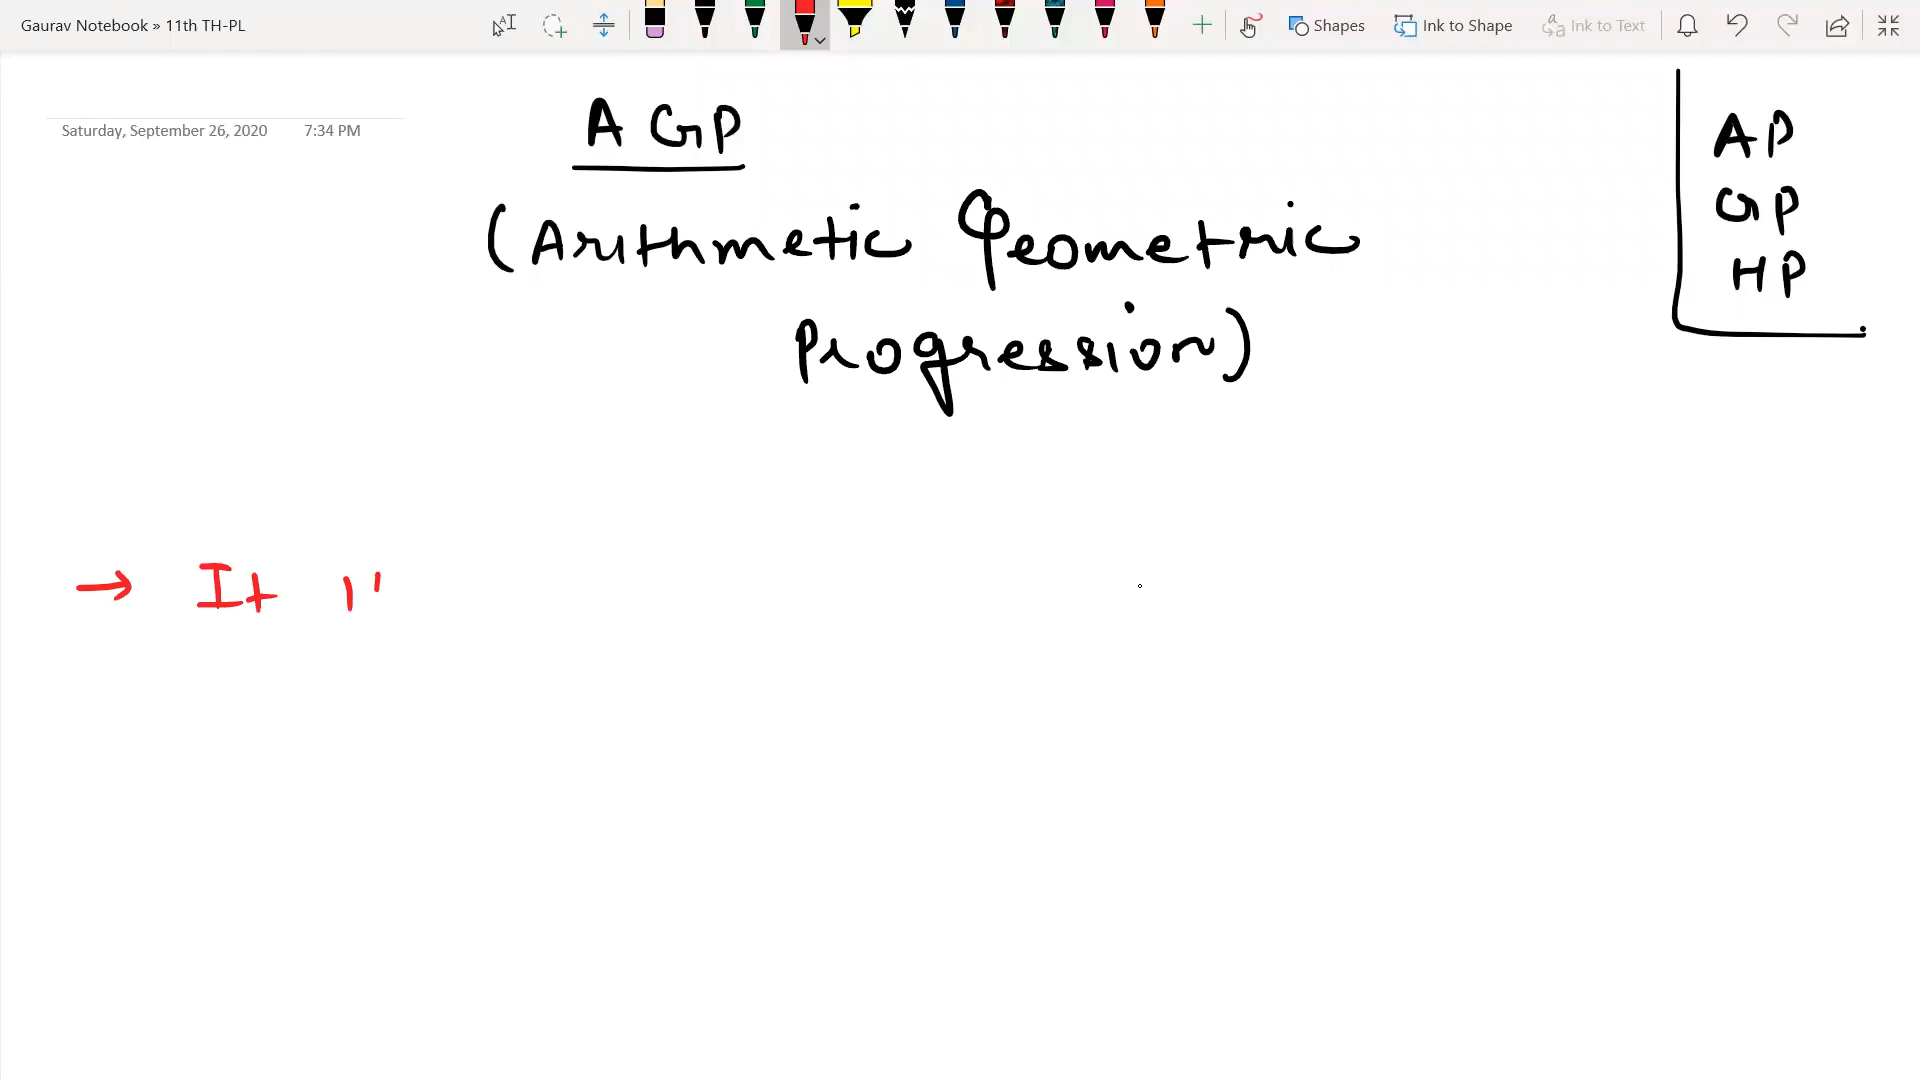 Gaurav Notebook » 11th TH-PL
Shapes
Ink to Shape
Ink to Text
Saturday, September 26, 2020 7:34 PM
AGP
(Arithmetic Geometric
Progression)
AP
GP
HP
→ It